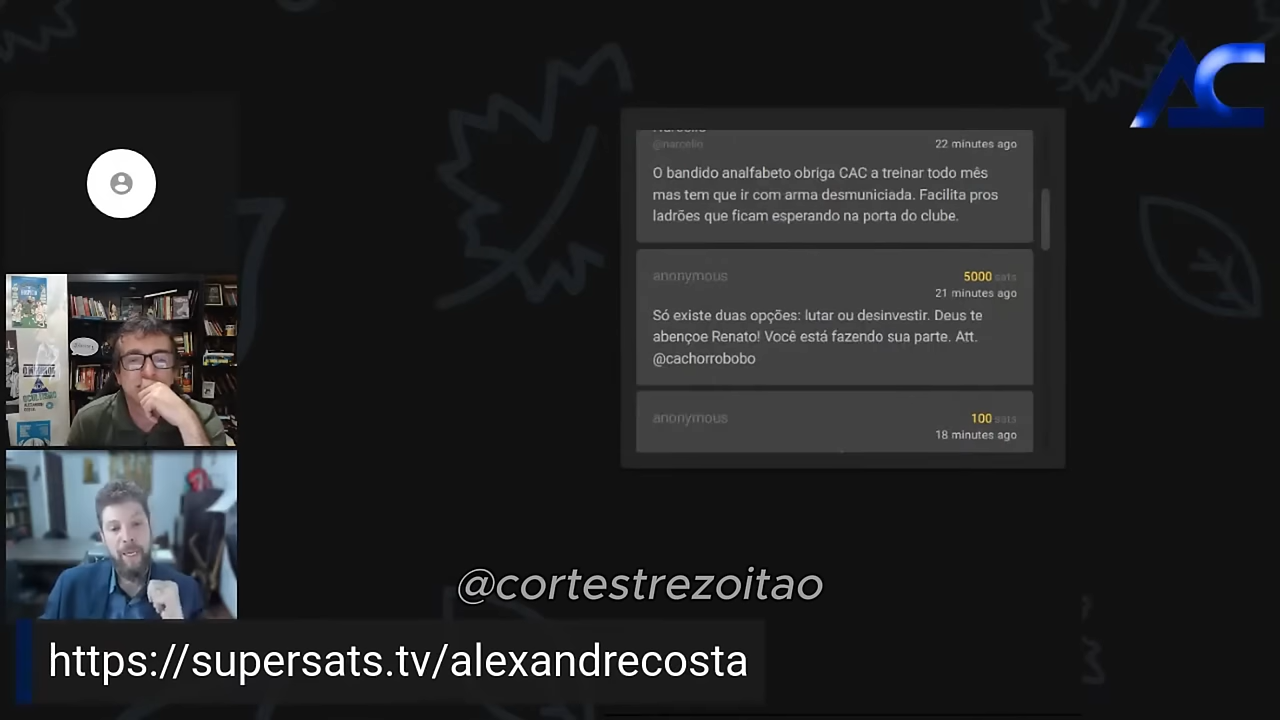 AC
Narcelio
@narcelio
22 minutes ago
O bandido analfabeto obriga CAC a treinar todo mês
mas tem que ir com arma desmuniciada. Facilita pros
ladrões que ficam esperando na porta do clube.
anonymous
5000 sats
21 minutes ago
Só existe duas opções: lutar ou desinvestir. Deus te
abençoe Renato! Você está fazendo sua parte. Att.
@cachorrobobo
anonymous
100 sats
18 minutes ago
@cortestrezoitao
https://supersats.tv/alexandrecosta